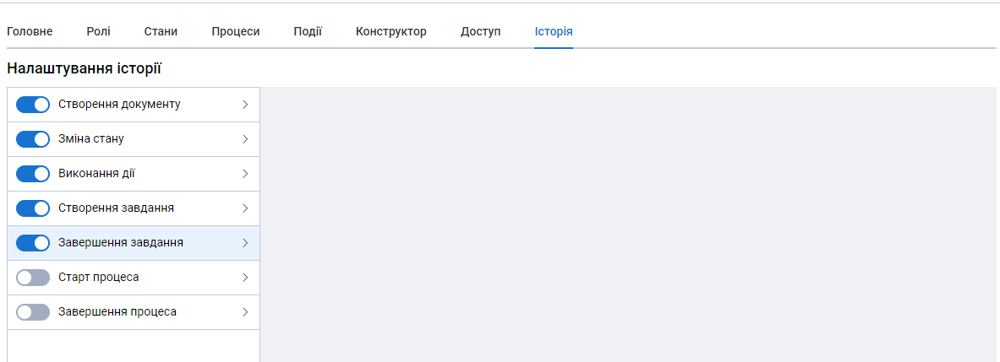 Головне Ролі Стани Процеси Події Конструктор Доступ Історія
Налаштування історії
Створення документу
Зміна стану
Виконання дії
Створення завдання
Завершення завдання
Старт процеса
Завершення процеса